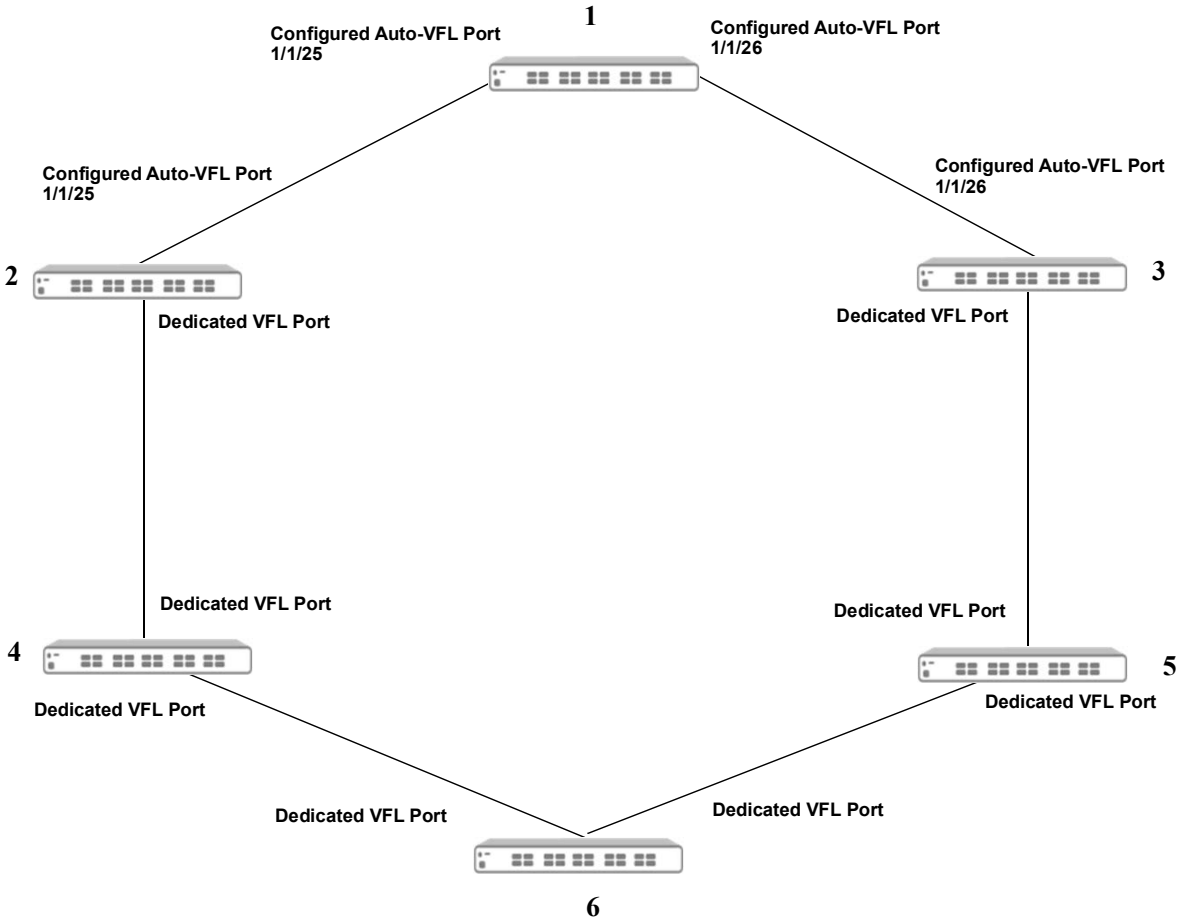 1
Configured Auto-VFL Port
1/1/25
Configured Auto-VFL Port
1/1/26
Configured Auto-VFL Port
1/1/25
Configured Auto-VFL Port
1/1/26
2
3
Dedicated VFL Port
Dedicated VFL Port
Dedicated VFL Port
Dedicated VFL Port
4
5
Dedicated VFL Port
Dedicated VFL Port
Dedicated VFL Port
Dedicated VFL Port
6